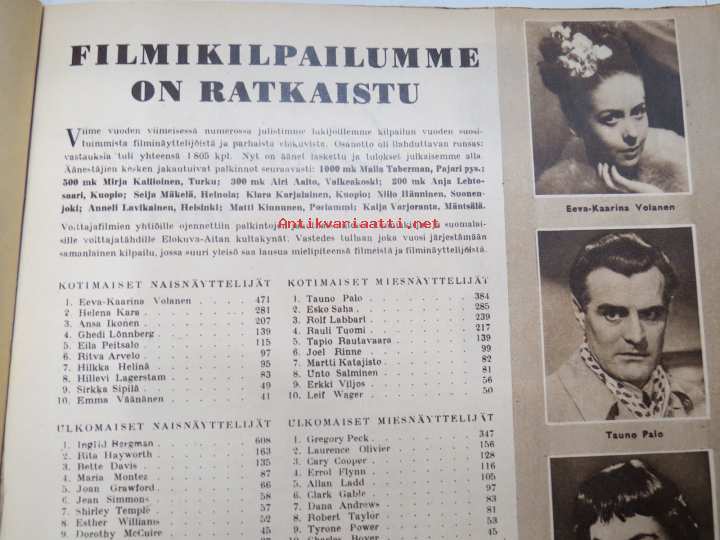 FILMIKILPAILUMME
ON RATKAISTU
Viime vuoden viimeisessä numerossa julistimme lukijoillemme kilpailun vuoden suosi-
tuimmista filminäyttelijöistä ja parhaista elokuvista. Osanotto oli ilahduttavan runsas:
vastauksia tuli yhteensä 1 805 kpl. Nyt on äänet laskettu ja tulokset julkaisemme alla.
Äänestäjien kesken jakautuivat palkinnot seuraavasti: 1000 mk Maila Taberman, Pajari pys.;
500 mk Mirja Kallioinen, Turku; 300 mk Airi Aalto, Valkeakoski; 200 mk Anja Lehto-
saari, Kuopio; Seija Mäkelä, Heinola; Klara Karjalainen, Kuopio; Niilo Hänninen, Suonen-
joki; Anneli Lavikainen, Helsinki; Matti Kinnunen, Porlammi; Kaija Varjoranta, Mäntsälä.
Antikvariaatti.net
Voittajafilmien yhtiöille ojennettiin palkintoj suomalai-
sille voittajatähdille Elokuva-Aitan kultakynät. Vastedes tullaan joka vuosi järjestämään
samanlainen kilpailu, jossa suuri yleisö saa lausua mielipiteensä filmeistä ja filminäyttelijöistä.
KOTIMAISET NAISNÄYTTELIJÄT
1. Eeva-Kaarina Volanen . . . . 471
2. Helena Kara . . . . 281
3. Ansa Ikonen . . . . 207
4. Ghedi Lönnberg . . . . 139
5. Eila Peitsalo . . . . 115
6. Ritva Arvelo . . . . 97
7. Hilkka Helinä . . . . 95
8. Hillevi Lagerstam . . . . 83
9. Sirkka Sipilä . . . . 49
10. Emma Väänänen . . . . 41
KOTIMAISET MIESNÄYTTELIJÄT
1. Tauno Palo . . . . 384
2. Esko Saha . . . . 285
3. Rolf Labbart . . . . 239
4. Rauli Tuomi . . . . 217
5. Tapio Rautavaara . . . . 139
6. Joel Rinne . . . . 99
7. Martti Katajisto . . . . 82
8. Unto Salminen . . . . 81
9. Erkki Viljos . . . . 56
10. Leif Wager . . . . 50
ULKOMAISET NAISNÄYTTELIJÄT
1. Ingrid Bergman . . . . 608
2. Rita Hayworth . . . . 163
3. Bette Davis . . . . 135
4. Maria Montez . . . . 87
5. Joan Grawford . . . . 66
6. Jean Simmons . . . . 58
7. Shirley Temple . . . . 57
8. Esther Williams . . . . 52
9. Dorothy McGuire . . . . 45
ULKOMAISET MIESNÄYTTELIJÄT
1. Gregory Peck . . . . 347
2. Laurence Olivier . . . . 156
3. Cary Cooper . . . . 128
4. Errol Flynn . . . . 116
5. Allan Ladd . . . . 105
6. Clark Gable . . . . 97
7. Dana Andrews . . . . 83
8. Robert Taylor . . . . 81
9. Tyrone Power . . . . 53
10. Charles Boyer . . . . 45
Eeva-Kaarina Volanen
Tauno Palo